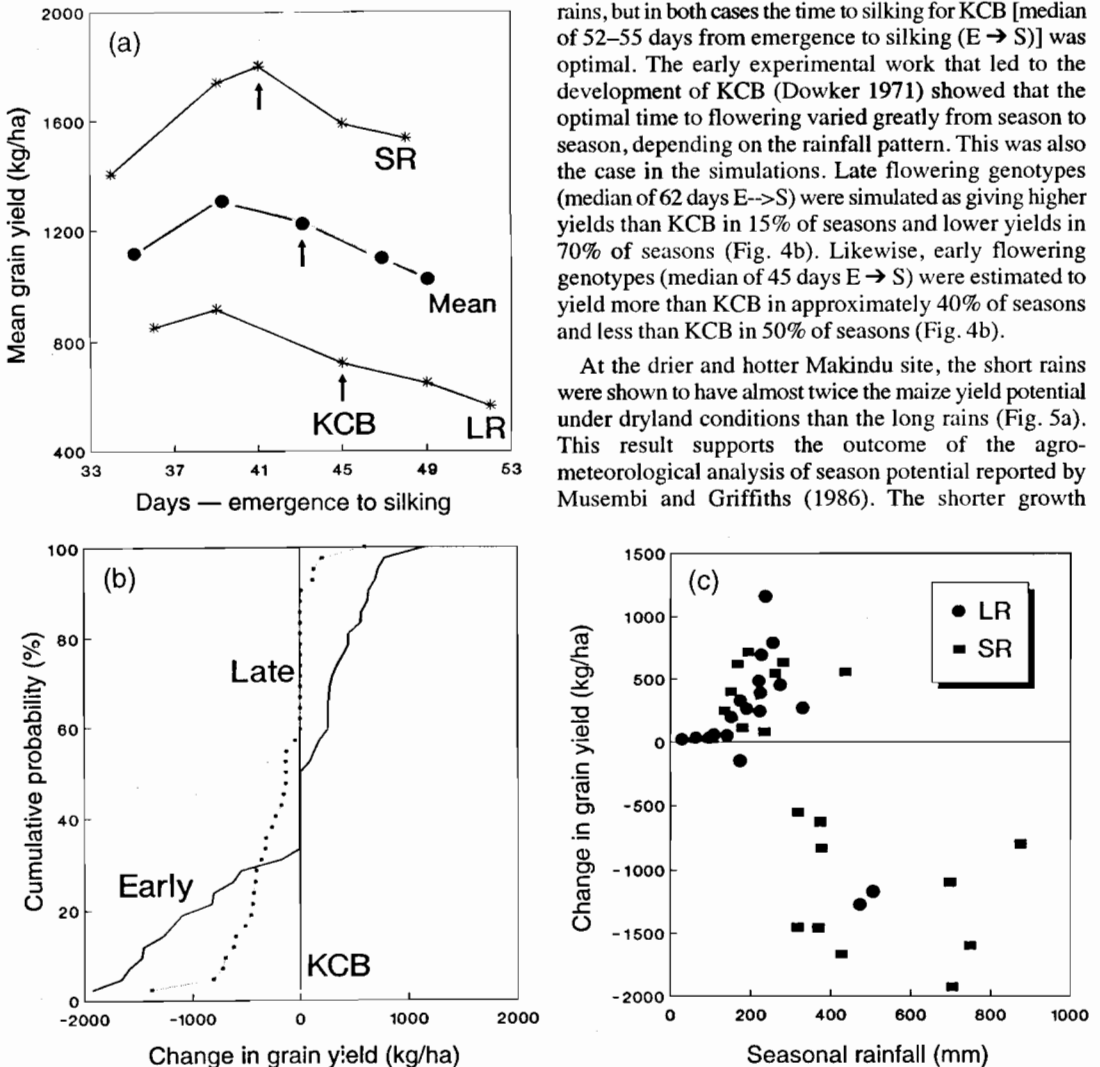 rains, but in both cases the time to silking for KCB [median
of 52–55 days from emergence to silking (E ➔ S)] was
optimal. The early experimental work that led to the
development of KCB (Dowker 1971) showed that the
optimal time to flowering varied greatly from season to
season, depending on the rainfall pattern. This was also
the case in the simulations. Late flowering genotypes
(median of 62 days E-->S) were simulated as giving higher
yields than KCB in 15% of seasons and lower yields in
70% of seasons (Fig. 4b). Likewise, early flowering
genotypes (median of 45 days E ➔ S) were estimated to
yield more than KCB in approximately 40% of seasons
and less than KCB in 50% of seasons (Fig. 4b).
At the drier and hotter Makindu site, the short rains
were shown to have almost twice the maize yield potential
under dryland conditions than the long rains (Fig. 5a).
This result supports the outcome of the agro-
meteorological analysis of season potential reported by
Musembi and Griffiths (1986). The shorter growth
(a)
Mean grain yield (kg/ha)
2000
1600
1200
800
400
SR
Mean
KCB
LR
33 37 41 45 49 53
Days — emergence to silking
(b)
Cumulative probability (%)
100
80
60
40
20
0
Late
Early
KCB
-2000 -1000 0 1000 2000
Change in grain yield (kg/ha)
(c)
Change in grain yield (kg/ha)
1500
1000
500
0
-500
-1000
-1500
-2000
LR
SR
0 200 400 600 800 1000
Seasonal rainfall (mm)